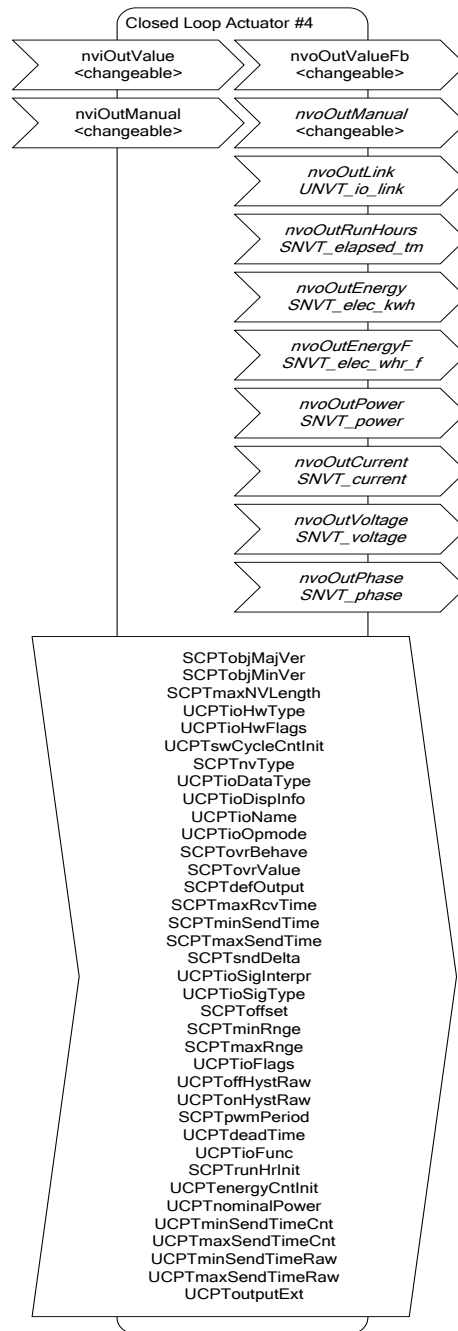 Closed Loop Actuator #4
nviOutValue
<changeable>
nvoOutValueFb
<changeable>
nviOutManual
<changeable>
nvoOutManual
<changeable>
nvoOutLink
UNVT_io_link
nvoOutRunHours
SNVT_elapsed_tm
nvoOutEnergy
SNVT_elec_kwh
nvoOutEnergyF
SNVT_elec_whr_f
nvoOutPower
SNVT_power
nvoOutCurrent
SNVT_current
nvoOutVoltage
SNVT_voltage
nvoOutPhase
SNVT_phase
SCPTobjMajVer
SCPTobjMinVer
SCPTmaxNVLength
UCPTioHwType
UCPTioHwFlags
UCPTswCycleCntInit
SCPTnvType
UCPTioDataType
UCPTioDispInfo
UCPTioName
UCPTioOpmode
SCPTovrBehave
SCPTovrValue
SCPTdefOutput
SCPTmaxRcvTime
SCPTminSendTime
SCPTmaxSendTime
SCPTsndDelta
UCPTioSigInterpr
UCPTioSigType
SCPToffset
SCPTminRnge
SCPTmaxRnge
UCPTioFlags
UCPToffHystRaw
UCPTonHystRaw
SCPTpwmPeriod
UCPTdeadTime
UCPTioFunc
SCPTrunHrInit
UCPTenergyCntInit
UCPTnominalPower
UCPTminSendTimeCnt
UCPTmaxSendTimeCnt
UCPTminSendTimeRaw
UCPTmaxSendTimeRaw
UCPToutputExt